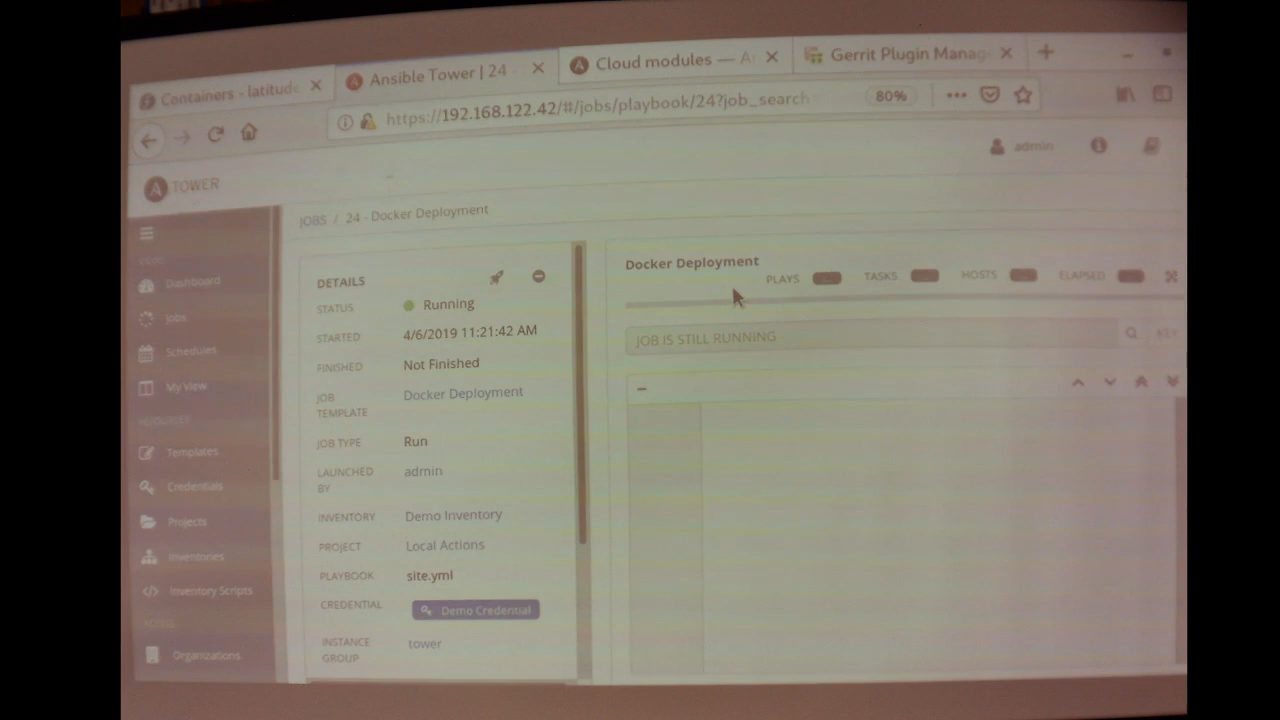 Containers - latitude
Ansible Tower | 24 -
Cloud modules — A
Gerrit Plugin Manag
https://192.168.122.42/#/jobs/playbook/24?job_search
80%
TOWER
admin
JOBS / 24 - Docker Deployment
VIEWS
Dashboard
Jobs
Schedules
My View
RESOURCES
Templates
Credentials
Projects
Inventories
Inventory Scripts
ACCESS
Organizations
DETAILS
STATUS Running
STARTED 4/6/2019 11:21:42 AM
FINISHED Not Finished
JOB TEMPLATE Docker Deployment
JOB TYPE Run
LAUNCHED BY admin
INVENTORY Demo Inventory
PROJECT Local Actions
PLAYBOOK site.yml
CREDENTIAL Demo Credential
INSTANCE GROUP tower
Docker Deployment
PLAYS TASKS HOSTS ELAPSED
JOB IS STILL RUNNING
KEY